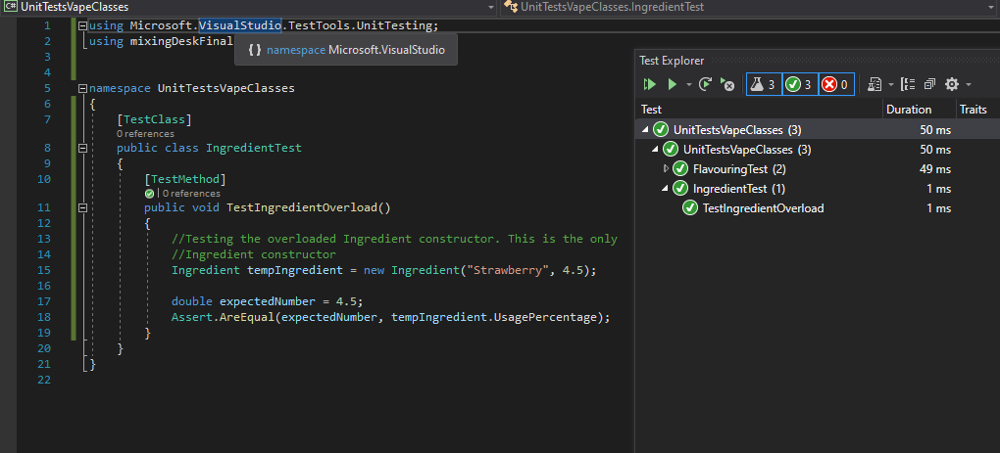 C# UnitTestsVapeClasses
UnitTestsVapeClasses.IngredientTest
1 using Microsoft.VisualStudio.TestTools.UnitTesting;
2 using mixingDeskFinal
{ } namespace Microsoft.VisualStudio
3
4
5 namespace UnitTestsVapeClasses
6 {
7 [TestClass]
0 references
8 public class IngredientTest
9 {
10 [TestMethod]
| 0 references
11 public void TestIngredientOverload()
12 {
13 //Testing the overloaded Ingredient constructor. This is the only
14 //Ingredient constructor
15 Ingredient tempIngredient = new Ingredient("Strawberry", 4.5);
16
17 double expectedNumber = 4.5;
18 Assert.AreEqual(expectedNumber, tempIngredient.UsagePercentage);
19 }
20 }
21 }
22
Test Explorer
3 3 0
Test Duration Traits
UnitTestsVapeClasses (3) 50 ms
UnitTestsVapeClasses (3) 50 ms
FlavouringTest (2) 49 ms
IngredientTest (1) 1 ms
TestIngredientOverload 1 ms